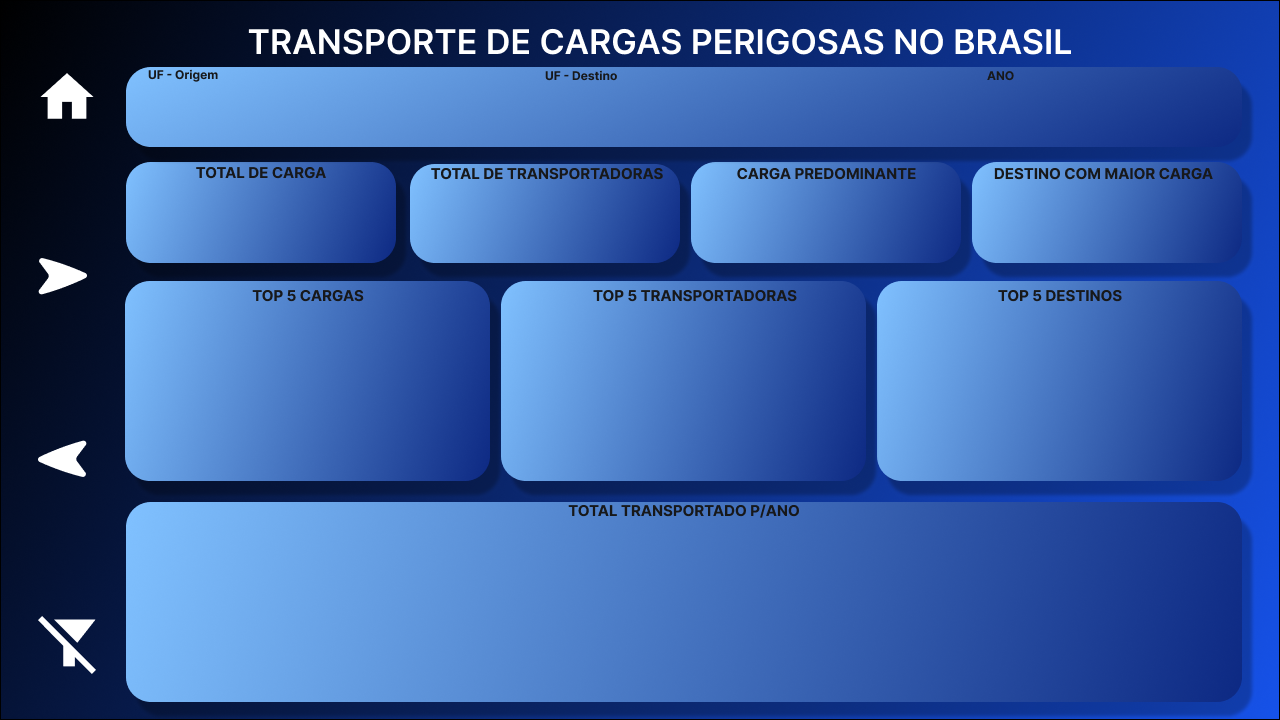 TRANSPORTE DE CARGAS PERIGOSAS NO BRASIL
UF - Origem
UF - Destino
ANO
TOTAL DE CARGA
TOTAL DE TRANSPORTADORAS
CARGA PREDOMINANTE
DESTINO COM MAIOR CARGA
TOP 5 CARGAS
TOP 5 TRANSPORTADORAS
TOP 5 DESTINOS
TOTAL TRANSPORTADO P/ANO